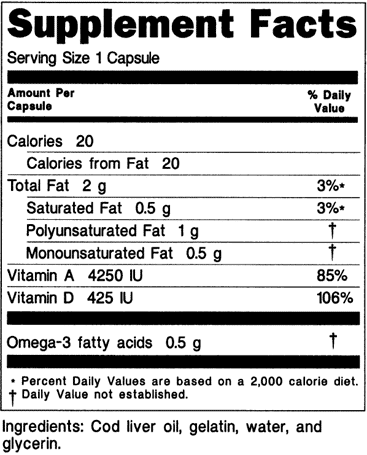 Supplement Facts
Serving Size 1 Capsule
Amount Per % Daily
Capsule Value
Calories 20
Calories from Fat 20
Total Fat 2 g 3%*
Saturated Fat 0.5 g 3%*
Polyunsaturated Fat 1 g †
Monounsaturated Fat 0.5 g †
Vitamin A 4250 IU 85%
Vitamin D 425 IU 106%
Omega-3 fatty acids 0.5 g †
* Percent Daily Values are based on a 2,000 calorie diet.
† Daily Value not established.
Ingredients: Cod liver oil, gelatin, water, and
glycerin.